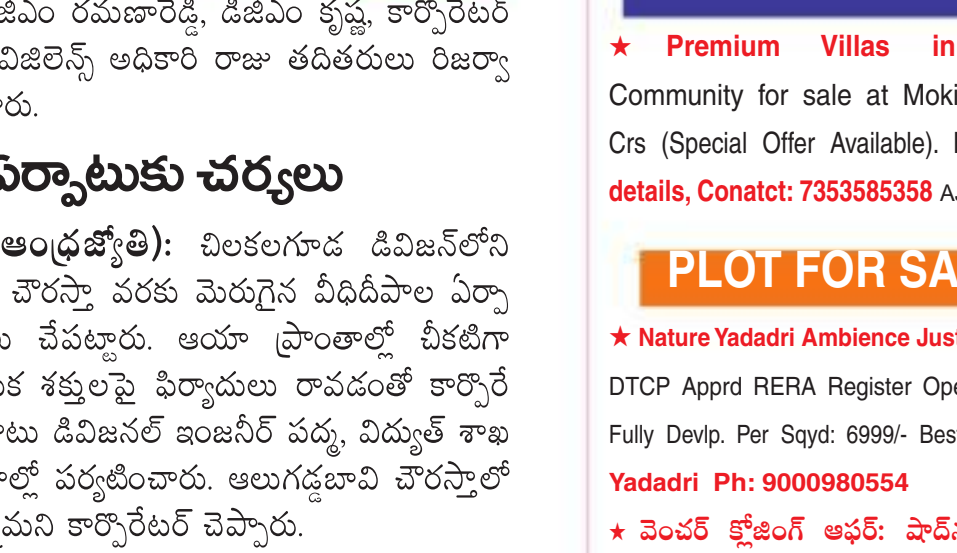 జీఎం రమణారెడ్డి, డీజీఎం కృష్ణ, కార్పొరేటర్
విజిలెన్స్ అధికారి రాజు తదితరులు రిజర్వా
రు.
ర్పాటుకు చర్యలు
ఆంధ్రజ్యోతి): చిలకలగూడ డివిజన్‌లోని
చౌరస్తా వరకు మెరుగైన వీధిదీపాల ఏర్పా
చేపట్టారు. ఆయా ప్రాంతాల్లో చీకటిగా
శక్తులపై ఫిర్యాదులు రావడంతో కార్పొరే
టు డివిజనల్ ఇంజనీర్ పద్మ, విద్యుత్ శాఖ
ల్లో పర్యటించారు. ఆలుగడ్డబావి చౌరస్తాలో
మని కార్పొరేటర్ చెప్పారు.
★ Premium Villas in
Community for sale at Moki
Crs (Special Offer Available).
details, Conatct: 7353585358
PLOT FOR SA
★ Nature Yadadri Ambience Just
DTCP Apprd RERA Register Ope
Fully Devlp. Per Sqyd: 6999/- Best
Yadadri Ph: 9000980554
★ వెంచర్ క్లోజింగ్ ఆఫర్: